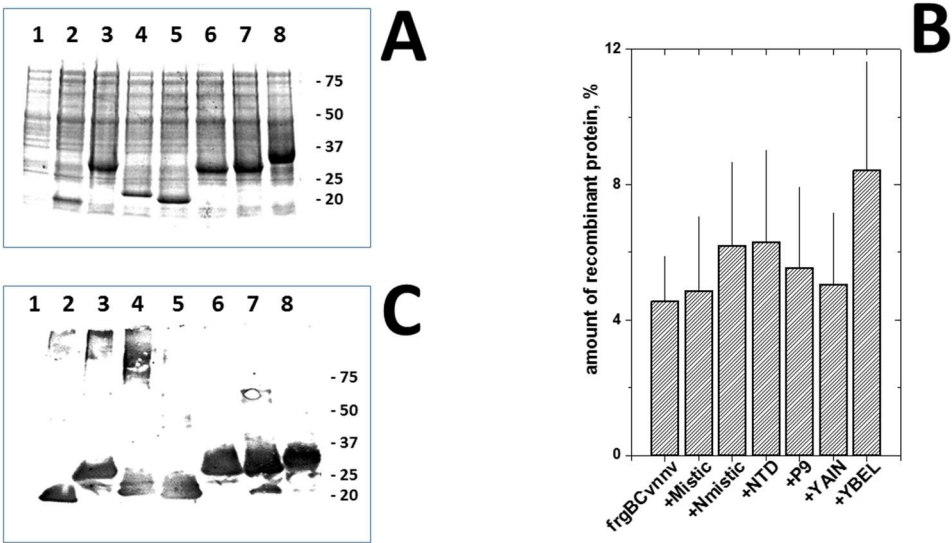 A
1 2 3 4 5 6 7 8
- 75
- 50
- 37
- 25
- 20
B
amount of recombinant protein, %
12
8
4
0
frgBCvnnv
+Mistic
+Nmistic
+NTD
+P9
+YAIN
+YBEL
C
1 2 3 4 5 6 7 8
- 75
- 50
- 37
- 25
- 20